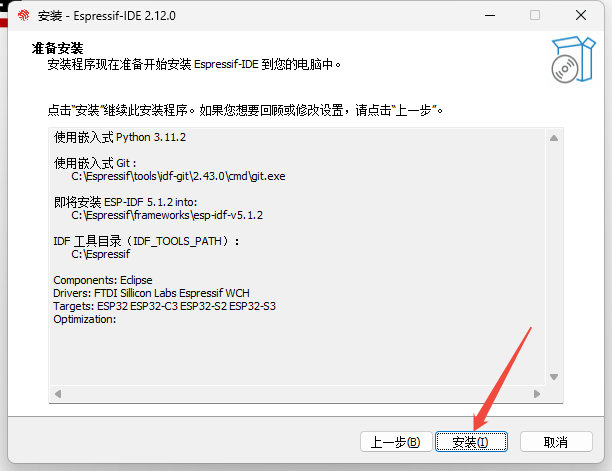 安装 - Espressif-IDE 2.12.0
准备安装
安装程序现在准备开始安装 Espressif-IDE 到您的电脑中。
点击“安装”继续此安装程序。如果您想要回顾或修改设置，请点击“上一步”。
使用嵌入式 Python 3.11.2
使用嵌入式 Git：
C:\Espressif\tools\idf-git\2.43.0\cmd\git.exe
即将安装 ESP-IDF 5.1.2 into:
C:\Espressif\frameworks\esp-idf-v5.1.2
IDF 工具目录（IDF_TOOLS_PATH）：
C:\Espressif
Components: Eclipse
Drivers: FTDI Sillicon Labs Espressif WCH
Targets: ESP32 ESP32-C3 ESP32-S2 ESP32-S3
Optimization:
上一步(B) 安装(I) 取消